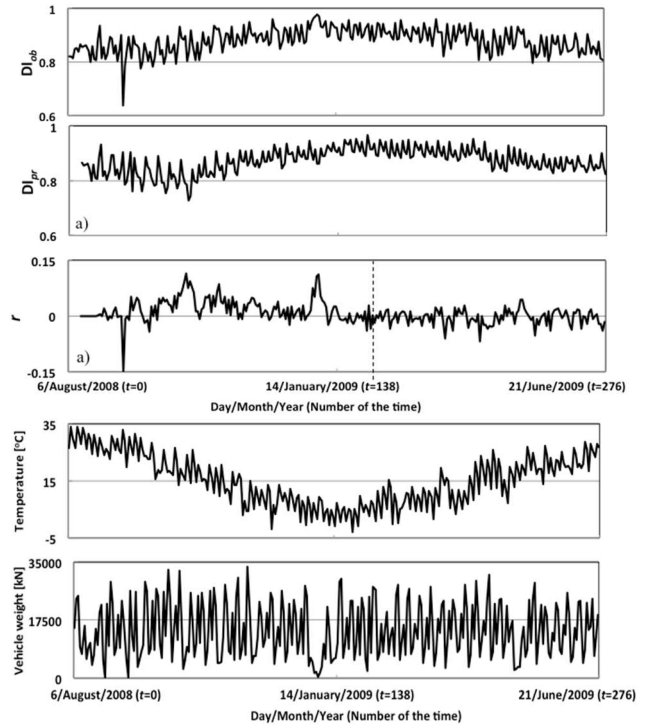 1
DIob
0.8
0.6
1
DIpr
0.8
a)
0.6
0.15
r
0
a)
-0.15
6/August/2008 (t=0) 14/January/2009 (t=138) 21/June/2009 (t=276)
Day/Month/Year (Number of the time)
35
Temperature [°C]
15
-5
35000
Vehicle weight [kN]
17500
0
6/August/2008 (t=0) 14/January/2009 (t=138) 21/June/2009 (t=276)
Day/Month/Year (Number of the time)